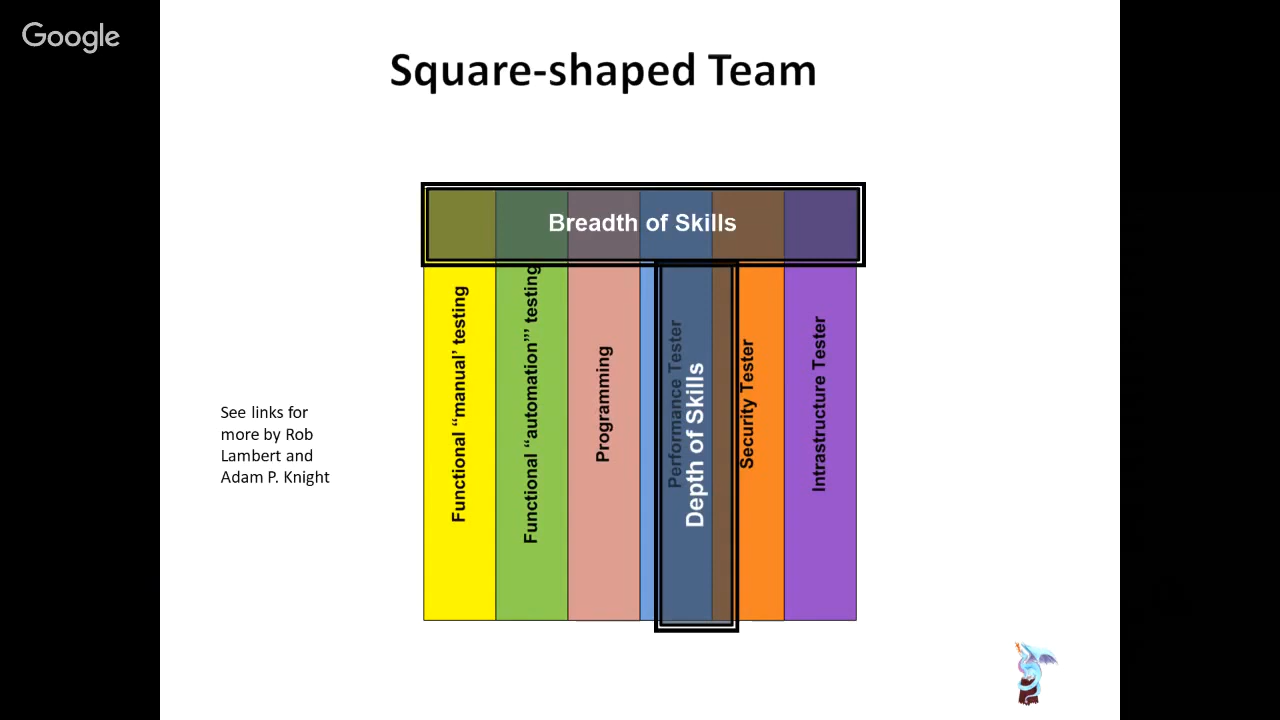 Google
Square-shaped Team
Breadth of Skills
Functional “manual’ testing
Functional “automation”’ testing
Programming
Performance Tester
Depth of Skills
Security Tester
Intrastructure Tester
See links for
more by Rob
Lambert and
Adam P. Knight